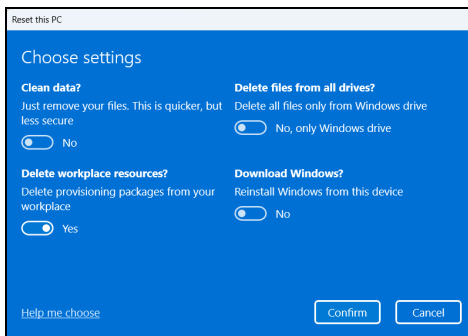 Reset this PC
Choose settings
Clean data?
Just remove your files. This is quicker, but
less secure
No
Delete files from all drives?
Delete all files only from Windows drive
No, only Windows drive
Delete workplace resources?
Delete provisioning packages from your
workplace
Yes
Download Windows?
Reinstall Windows from this device
No
Help me choose
Confirm
Cancel